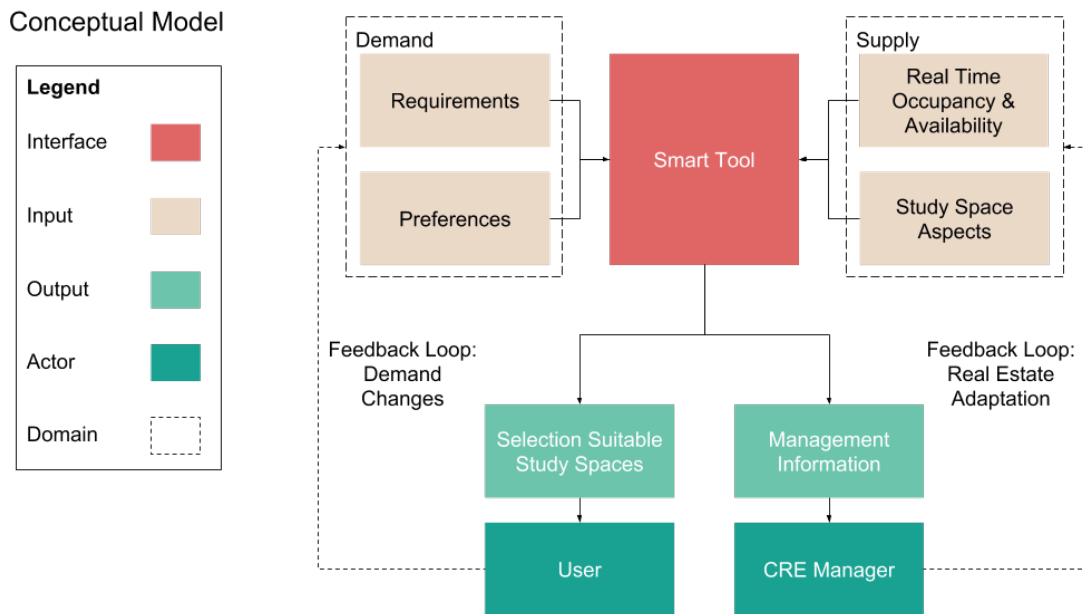 Conceptual Model
Legend
Interface
Input
Output
Actor
Domain
Demand
Requirements
Preferences
Smart Tool
Supply
Real Time
Occupancy &
Availability
Study Space
Aspects
Feedback Loop:
Demand
Changes
Feedback Loop:
Real Estate
Adaptation
Selection Suitable
Study Spaces
Management
Information
User
CRE Manager